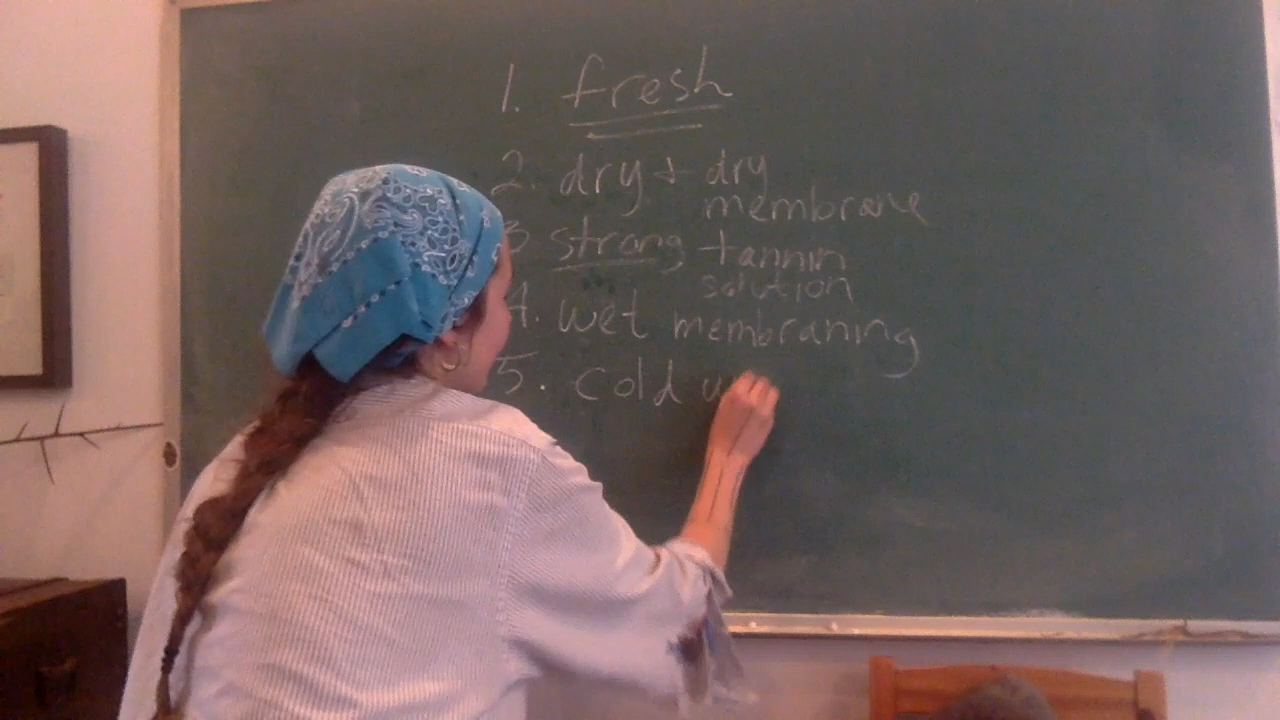 1. fresh
2. dry + dry
membrane
3 strong tannin
solution
4. wet membraning
5. cold